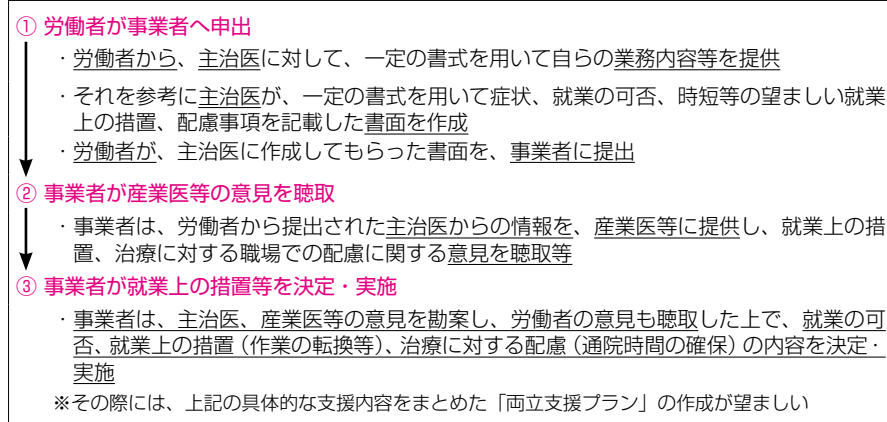 ① 労働者が事業者へ申出
・労働者から、主治医に対して、一定の書式を用いて自らの業務内容等を提供
・それを参考に主治医が、一定の書式を用いて症状、就業の可否、時短等の望ましい就業
上の措置、配慮事項を記載した書面を作成
・労働者が、主治医に作成してもらった書面を、事業者に提出
② 事業者が産業医等の意見を聴取
・事業者は、労働者から提出された主治医からの情報を、産業医等に提供し、就業上の措
置、治療に対する職場での配慮に関する意見を聴取等
③ 事業者が就業上の措置等を決定・実施
・事業者は、主治医、産業医等の意見を勘案し、労働者の意見も聴取した上で、就業の可
否、就業上の措置（作業の転換等）、治療に対する配慮（通院時間の確保）の内容を決定・
実施
※その際には、上記の具体的な支援内容をまとめた「両立支援プラン」の作成が望ましい